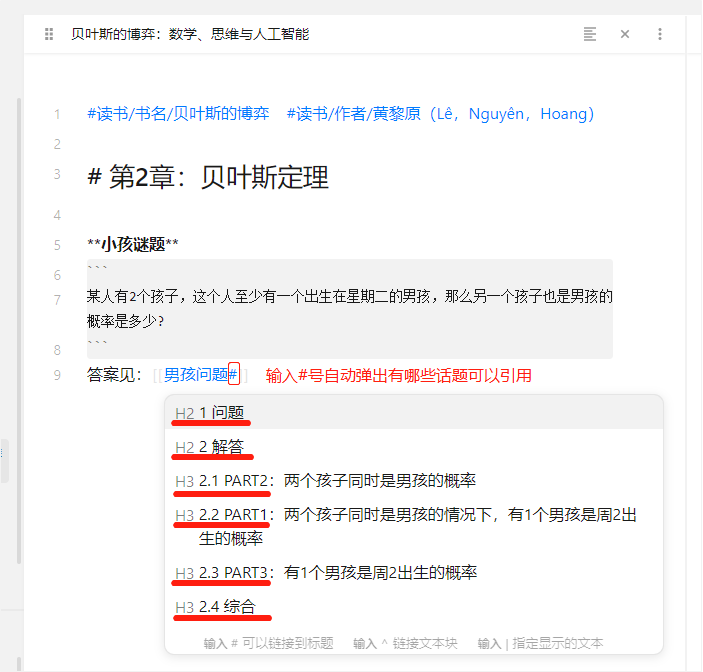 贝叶斯的博弈：数学、思维与人工智能
1 #读书/书名/贝叶斯的博弈 #读书/作者/黄黎原（Lê，Nguyên，Hoang）
2
3 # 第2章：贝叶斯定理
4
5 **小孩谜题**
6 ```
7 某人有2个孩子，这个人至少有一个出生在星期二的男孩，那么另一个孩子也是男孩的
概率是多少?
8 ```
9 答案见：[[男孩问题#]] 输入#号自动弹出有哪些话题可以引用
H2 1 问题
H2 2 解答
H3 2.1 PART2：两个孩子同时是男孩的概率
H3 2.2 PART1：两个孩子同时是男孩的情况下，有1个男孩是周2出
生的概率
H3 2.3 PART3：有1个男孩是周2出生的概率
H3 2.4 综合
输入 # 可以链接到标题 输入 ^ 链接文本块 输入 | 指定显示的文本